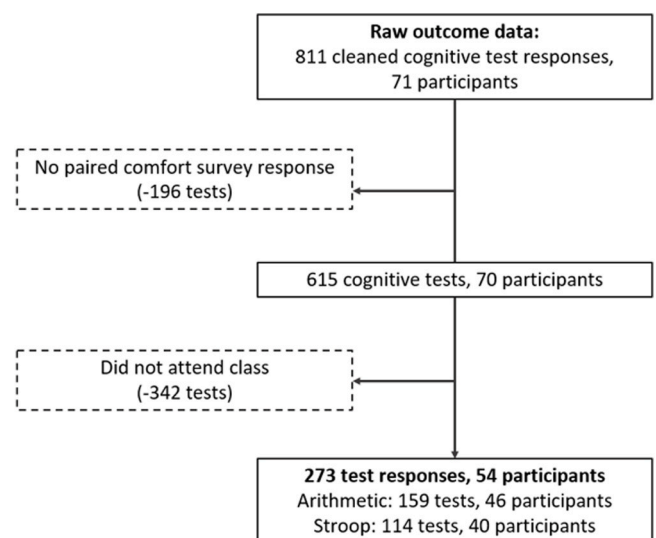 Raw outcome data:
811 cleaned cognitive test responses,
71 participants
No paired comfort survey response
(-196 tests)
615 cognitive tests, 70 participants
Did not attend class
(-342 tests)
273 test responses, 54 participants
Arithmetic: 159 tests, 46 participants
Stroop: 114 tests, 40 participants